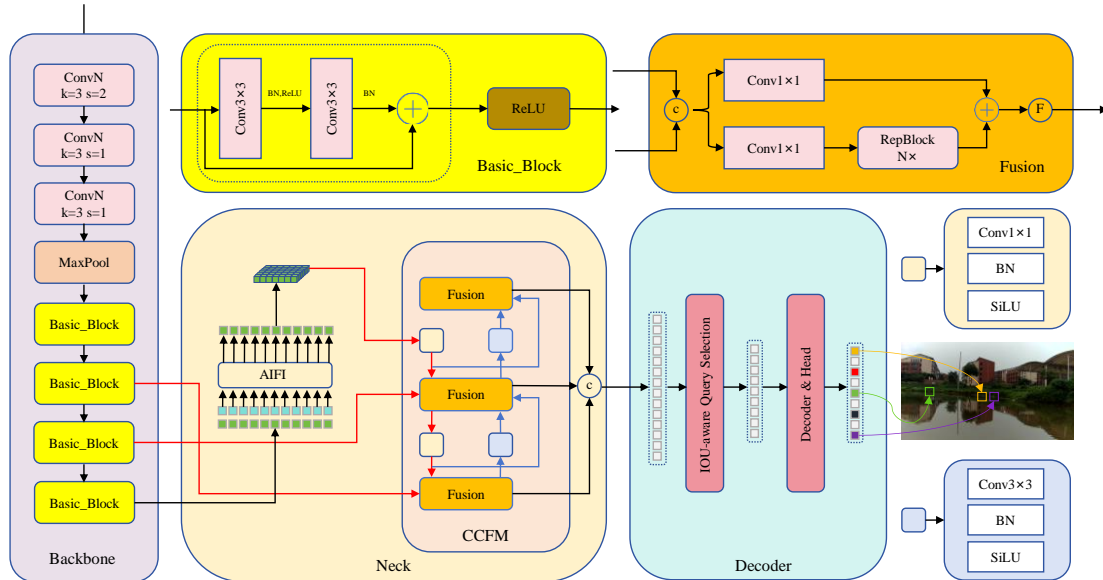 ConvN
k=3 s=2
ConvN
k=3 s=1
ConvN
k=3 s=1
MaxPool
Basic_Block
Basic_Block
Basic_Block
Basic_Block
Backbone
Conv3×3
BN,ReLU
Conv3×3
BN
ReLU
Basic_Block
c
Conv1×1
Conv1×1
RepBlock
N×
F
Fusion
AIFI
Fusion
Fusion
Fusion
CCFM
c
Neck
IOU-aware Query Selection
Decoder & Head
Decoder
Conv1×1
BN
SiLU
Conv3×3
BN
SiLU